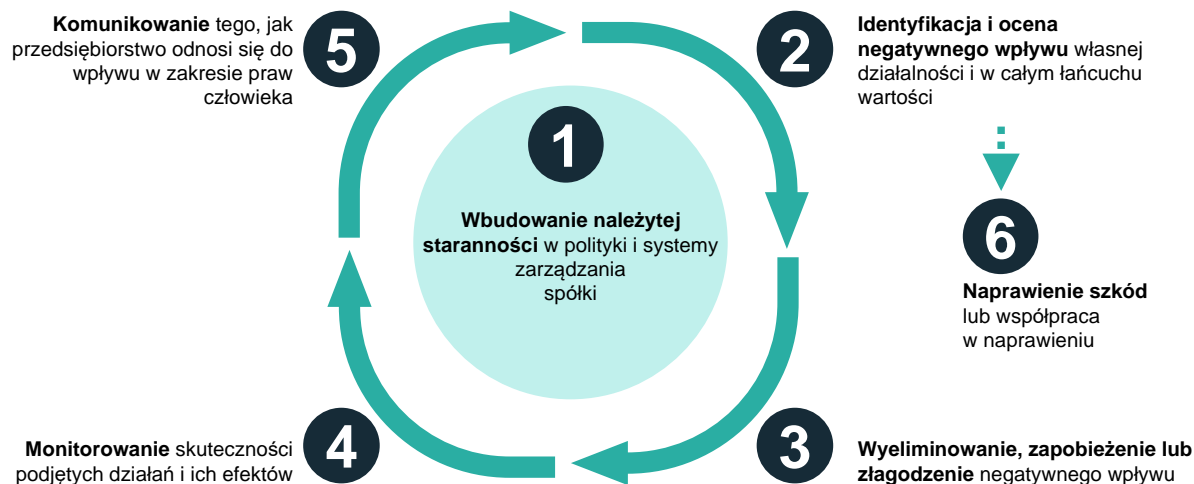 1
Wbudowanie należytej
staranności w polityki i systemy
zarządzania
spółki
2
Identyfikacja i ocena
negatywnego wpływu własnej
działalności i w całym łańcuchu
wartości
3
Wyeliminowanie, zapobieżenie lub
złagodzenie negatywnego wpływu
4
Monitorowanie skuteczności
podjętych działań i ich efektów
5
Komunikowanie tego, jak
przedsiębiorstwo odnosi się do
wpływu w zakresie praw
człowieka
6
Naprawienie szkód
lub współpraca
w naprawieniu